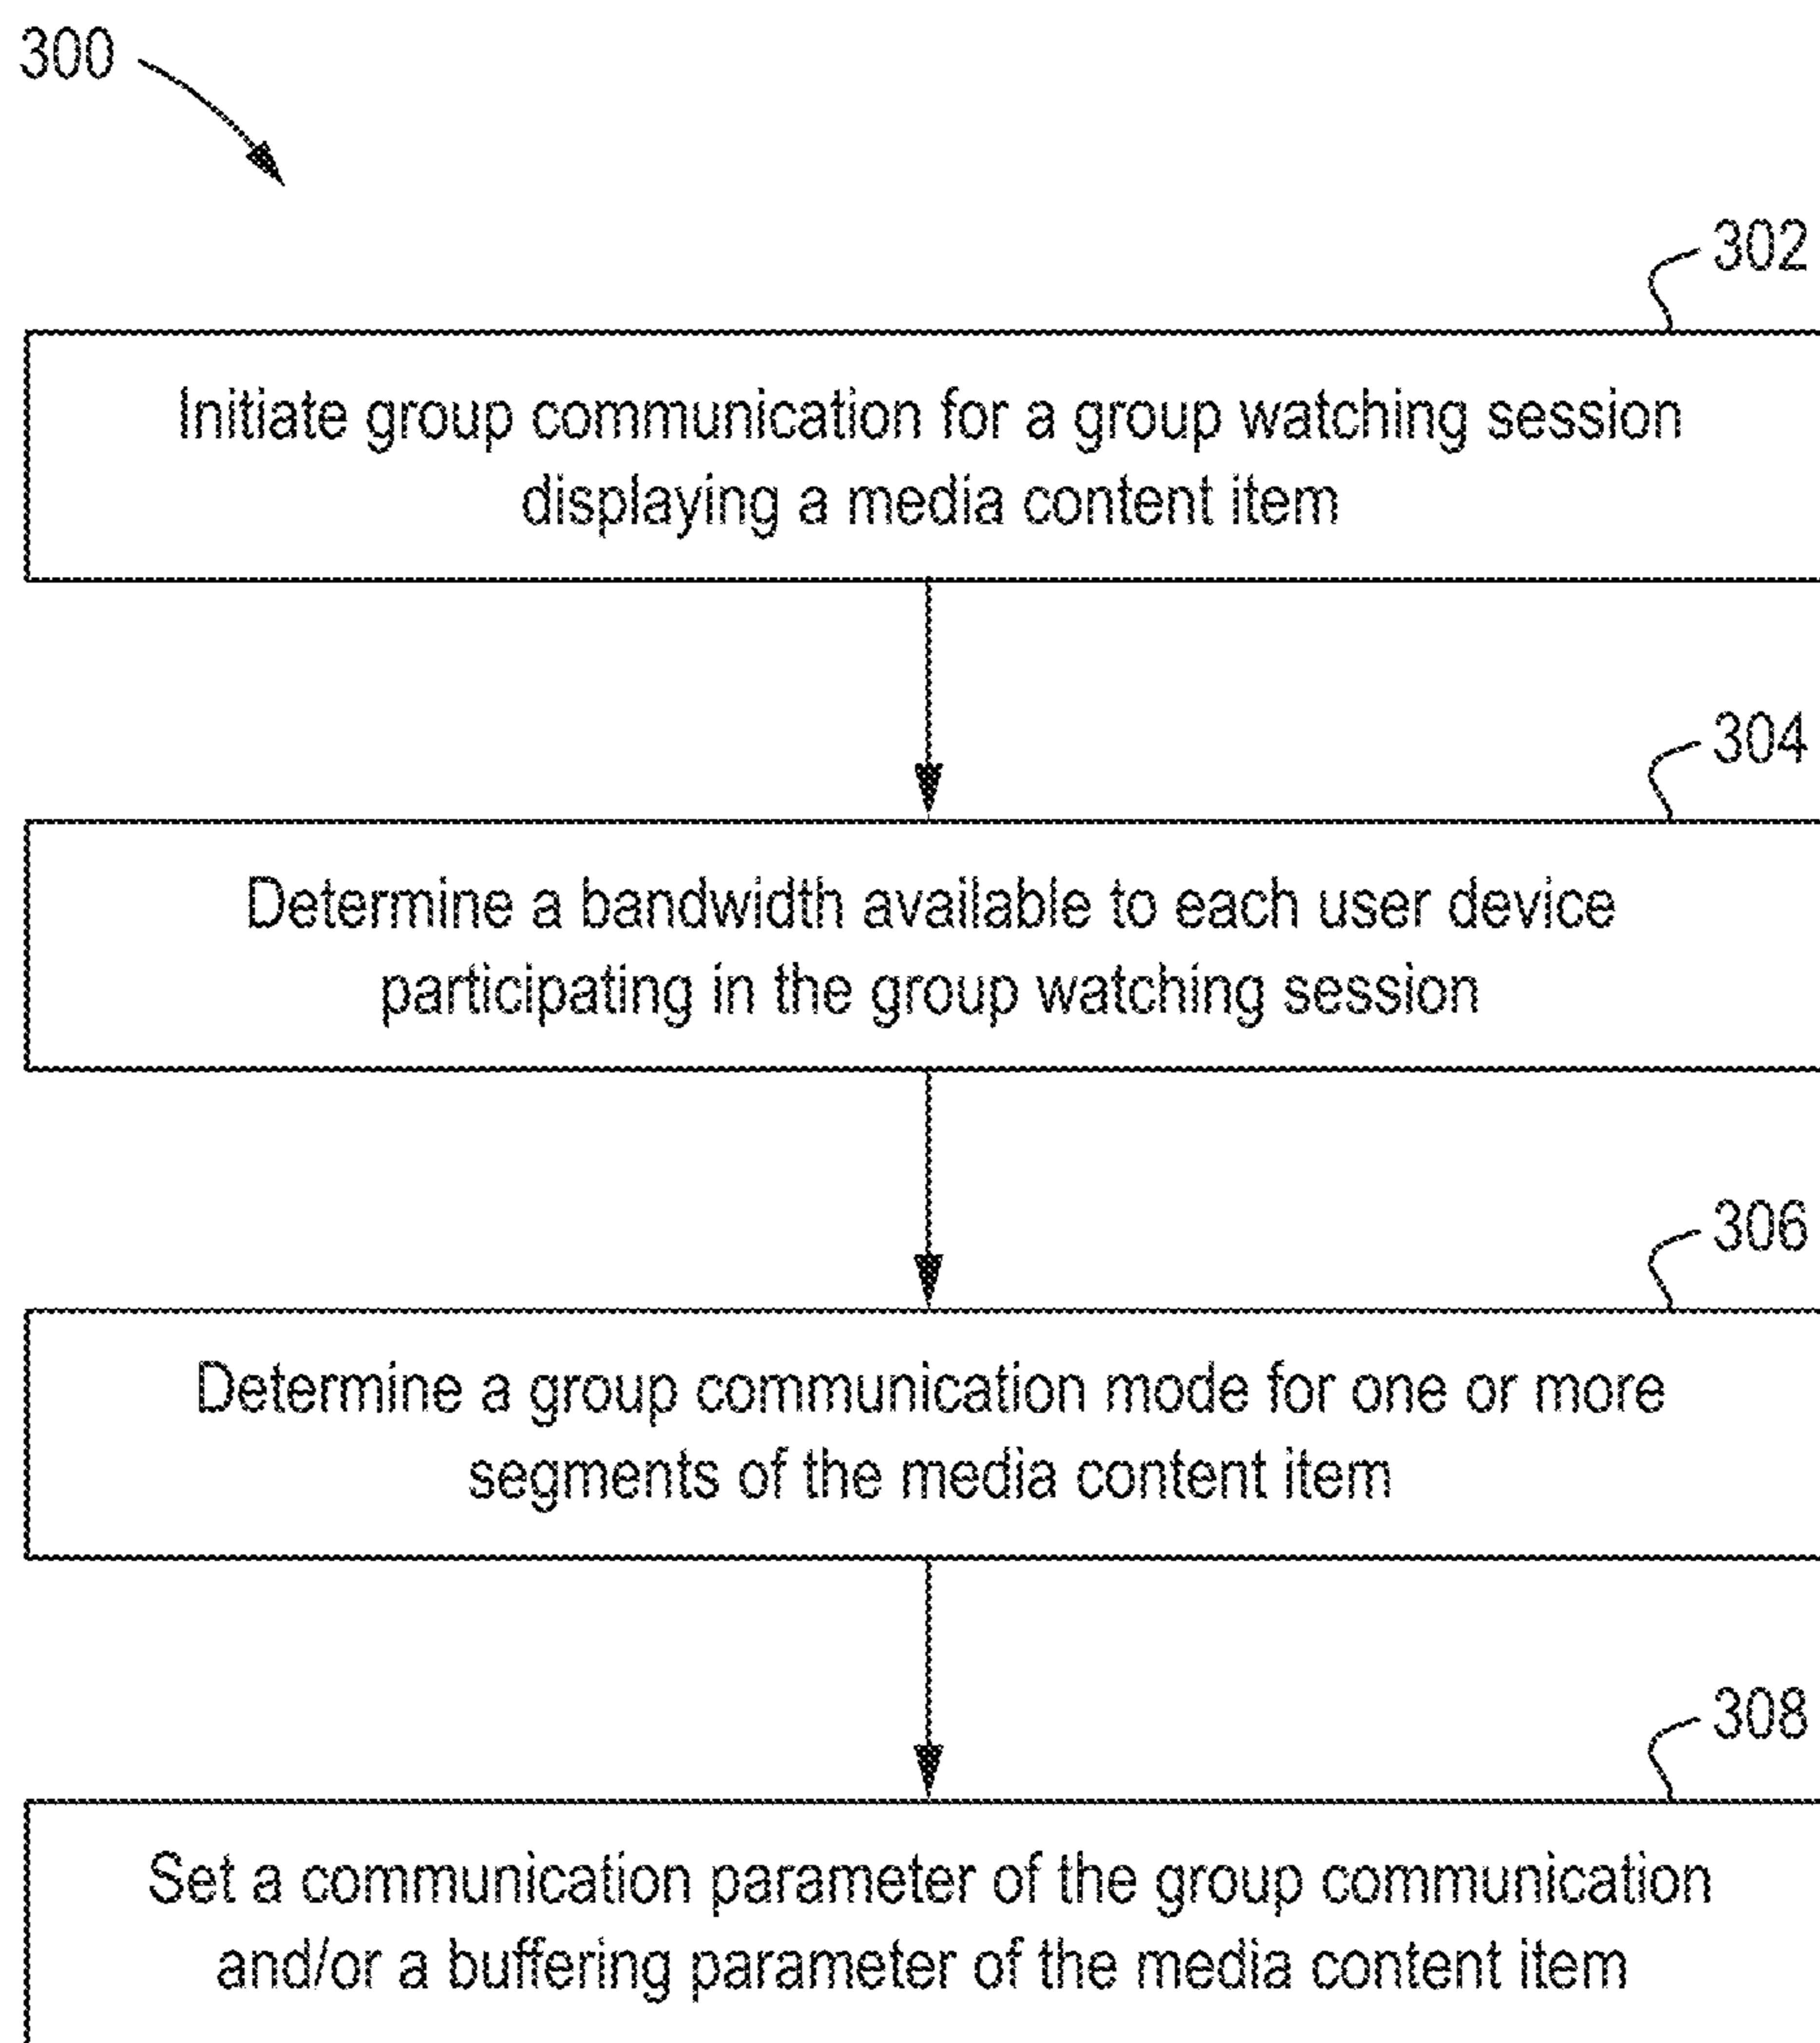 300
302
Initiate group communication for a group watching session
displaying a media content item
304
Determine a bandwidth available to each user device
participating in the group watching session
306
Determine a group communication mode for one or more
segments of the media content item
308
Set a communication parameter of the group communication
and/or a buffering parameter of the media content item